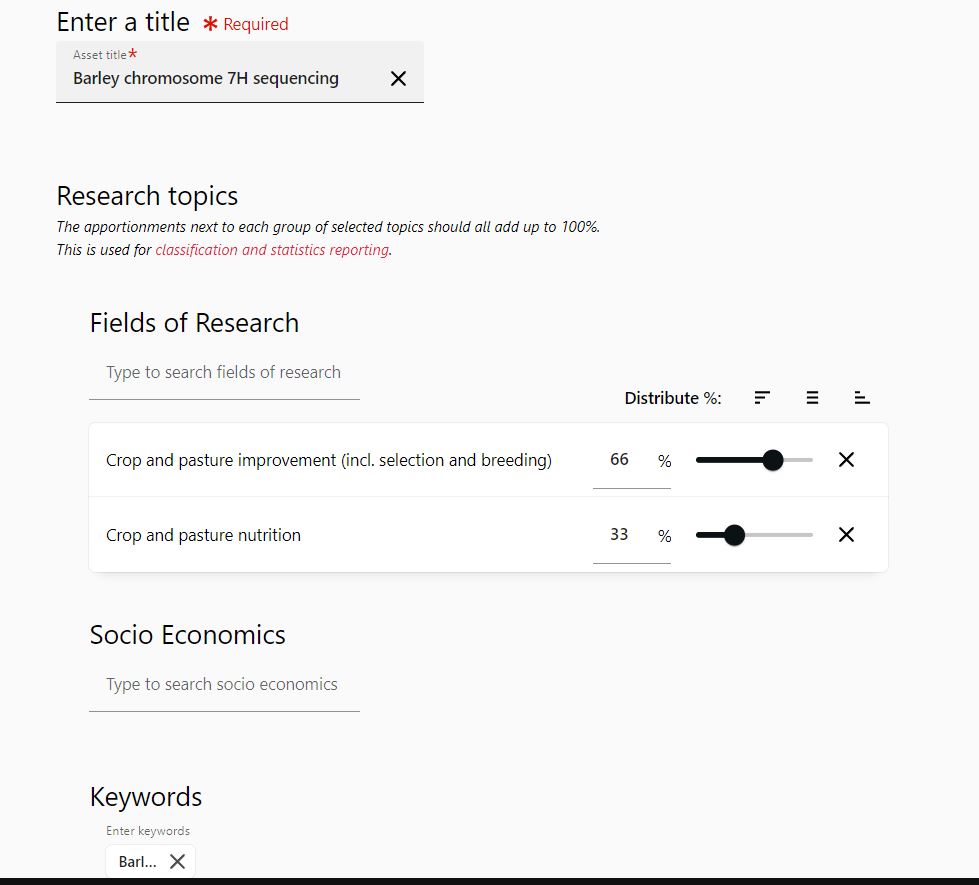 Enter a title * Required
Asset title*
Barley chromosome 7H sequencing
Research topics
The apportionments next to each group of selected topics should all add up to 100%.
This is used for classification and statistics reporting.
Fields of Research
Type to search fields of research
Distribute %:
Crop and pasture improvement (incl. selection and breeding) 66 %
Crop and pasture nutrition 33 %
Socio Economics
Type to search socio economics
Keywords
Enter keywords
Barl...